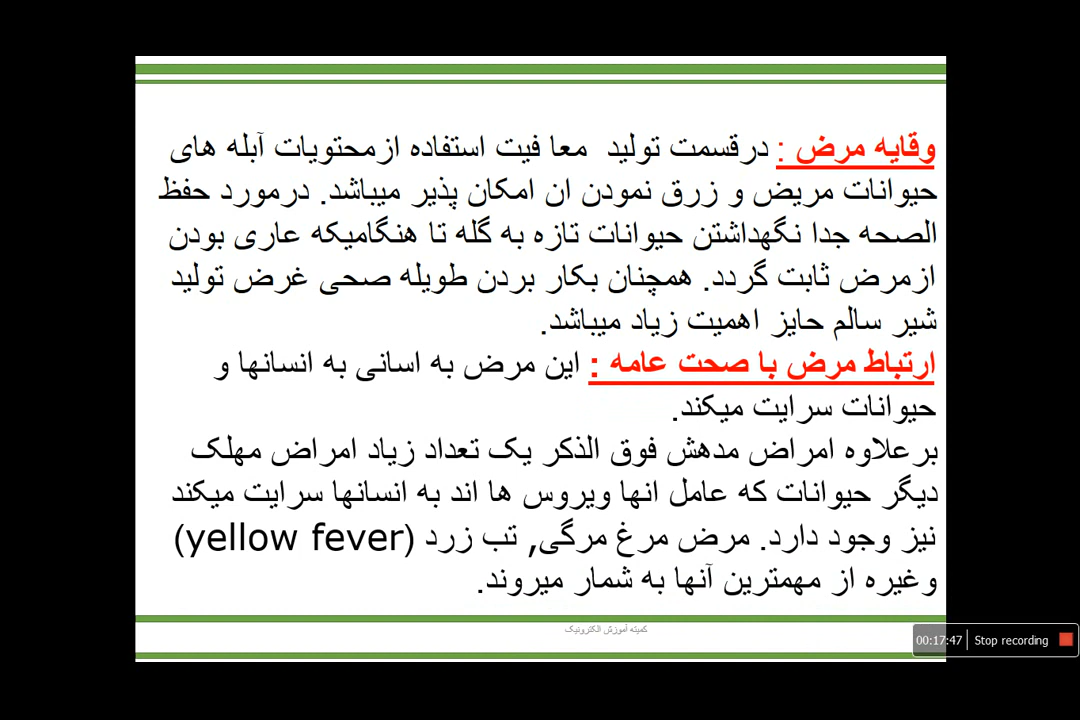 وقایه مرض : درقسمت تولید معا فیت استفاده ازمحتویات آبله های
حیوانات مریض و زرق نمودن ان امکان پذیر میباشد. درمورد حفظ
الصحه جدا نگهداشتن حیوانات تازه به گله تا هنگامیکه عاری بودن
ازمرض ثابت گردد. همچنان بکار بردن طویله صحی غرض تولید
شیر سالم حایز اهمیت زیاد میباشد.
ارتباط مرض با صحت عامه : این مرض به اسانی به انسانها و
حیوانات سرایت میکند.
برعلاوه امراض مدهش فوق الذکر یک تعداد زیاد امراض مهلک
دیگر حیوانات که عامل انها ویروس ها اند به انسانها سرایت میکند
نیز وجود دارد. مرض مرغ مرگی, تب زرد (yellow fever)
وغیره از مهمترین آنها به شمار میروند.
کمیته آموزش الکترونیک
00:17:47 Stop recording